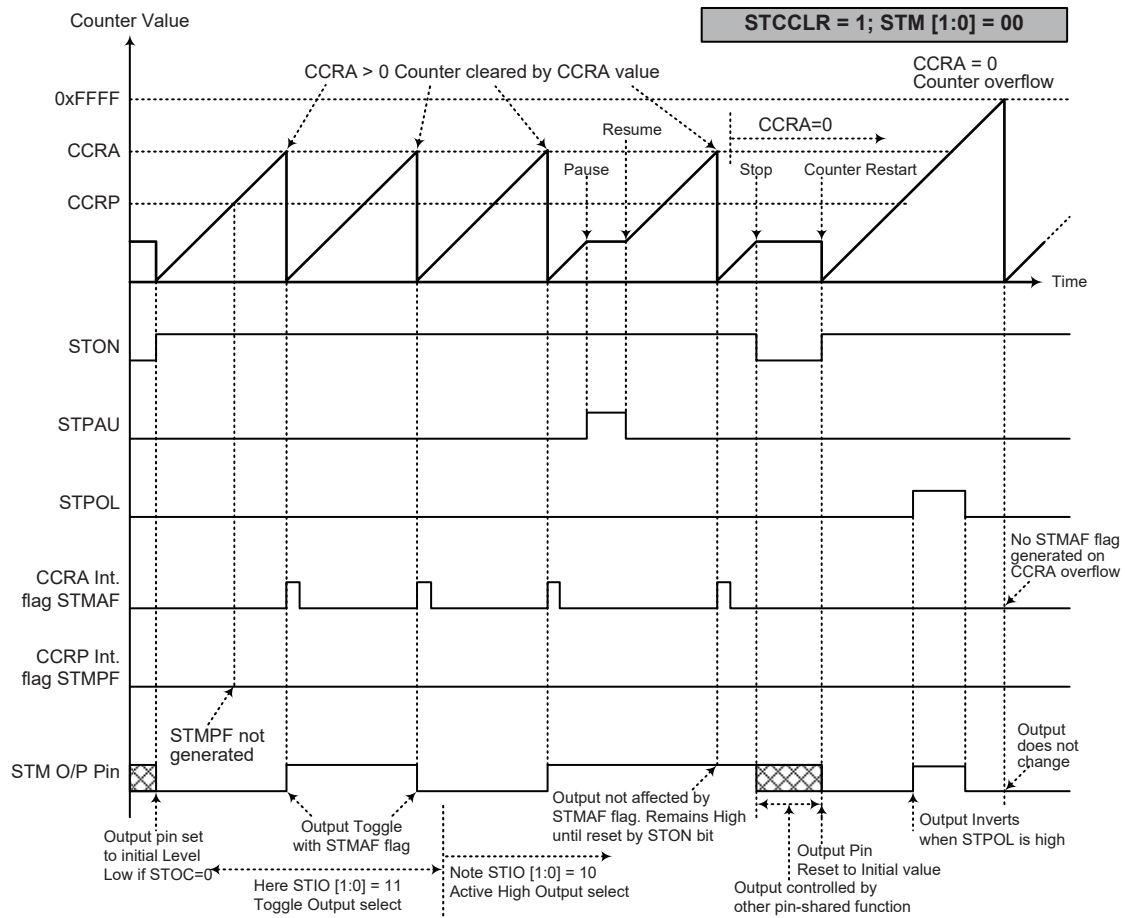 Counter Value
STCCLR = 1; STM [1:0] = 00
CCRA > 0 Counter cleared by CCRA value
CCRA = 0
Counter overflow
0xFFFF
CCRA=0
Resume
CCRA
Pause
Stop
Counter Restart
CCRP
Time
STON
STPAU
STPOL
No STMAF flag
generated on
CCRA overflow
CCRA Int.
flag STMAF
CCRP Int.
flag STMPF
STMPF not
generated
Output
does not
change
STM O/P Pin
Output pin set
to initial Level
Low if STOC=0
Output Toggle
with STMAF flag
Output not affected by
STMAF flag. Remains High
until reset by STON bit
Output Inverts
when STPOL is high
Here STIO [1:0] = 11
Toggle Output select
Note STIO [1:0] = 10
Active High Output select
Output Pin
Reset to Initial value
Output controlled by
other pin-shared function